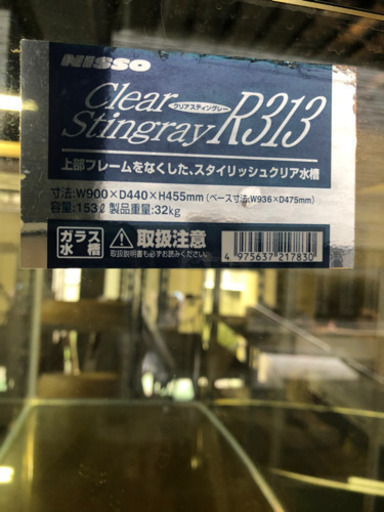 NISSO
Clear
クリアスティングレー
Stingray R313
上部フレームをなくした、スタイリッシュクリア水槽
寸法:W900×D440×H455mm (ベース寸法:W936×D475mm)
容量:153ℓ 製品重量:32kg
ガラス
水槽
取扱注意
取扱説明書も必ずお読みください。
4 975637 217830